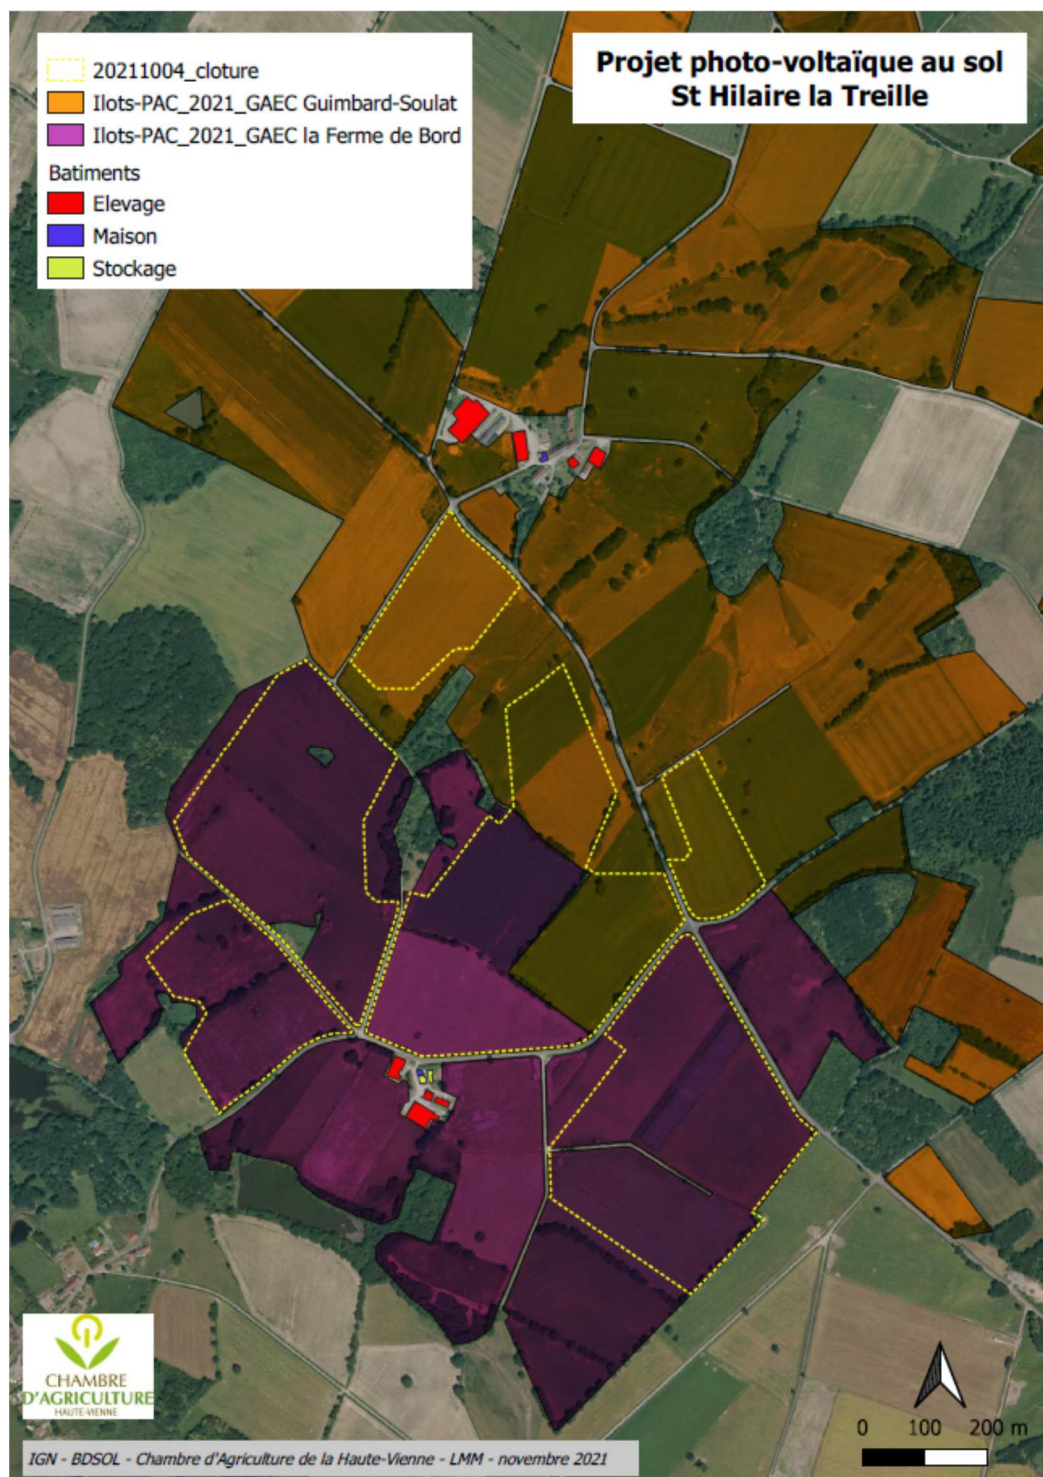 Projet photo-voltaïque au sol
St Hilaire la Treille
20211004_cloture
Ilots-PAC_2021_GAEC Guimbard-Soulat
Ilots-PAC_2021_GAEC la Ferme de Bord
Batiments
Elevage
Maison
Stockage
CHAMBRE
D'AGRICULTURE
HAUTE-VIENNE
0 100 200 m
IGN - BDSOL - Chambre d'Agriculture de la Haute-Vienne - LMM - novembre 2021